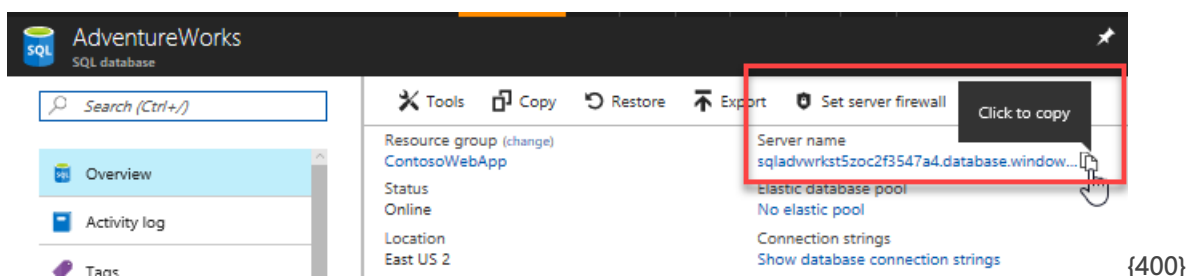 SQL
AdventureWorks
SQL database
Search (Ctrl+/)
Tools Copy Restore Export Set server firewall
Click to copy
Resource group (change)
ContosoWebApp
Server name
sqladvwrkst5zoc2f3547a4.database.window...
SQL Overview
Status
Online
Elastic database pool
No elastic pool
Activity log
Location
East US 2
Connection strings
Show database connection strings
Tags
{400}